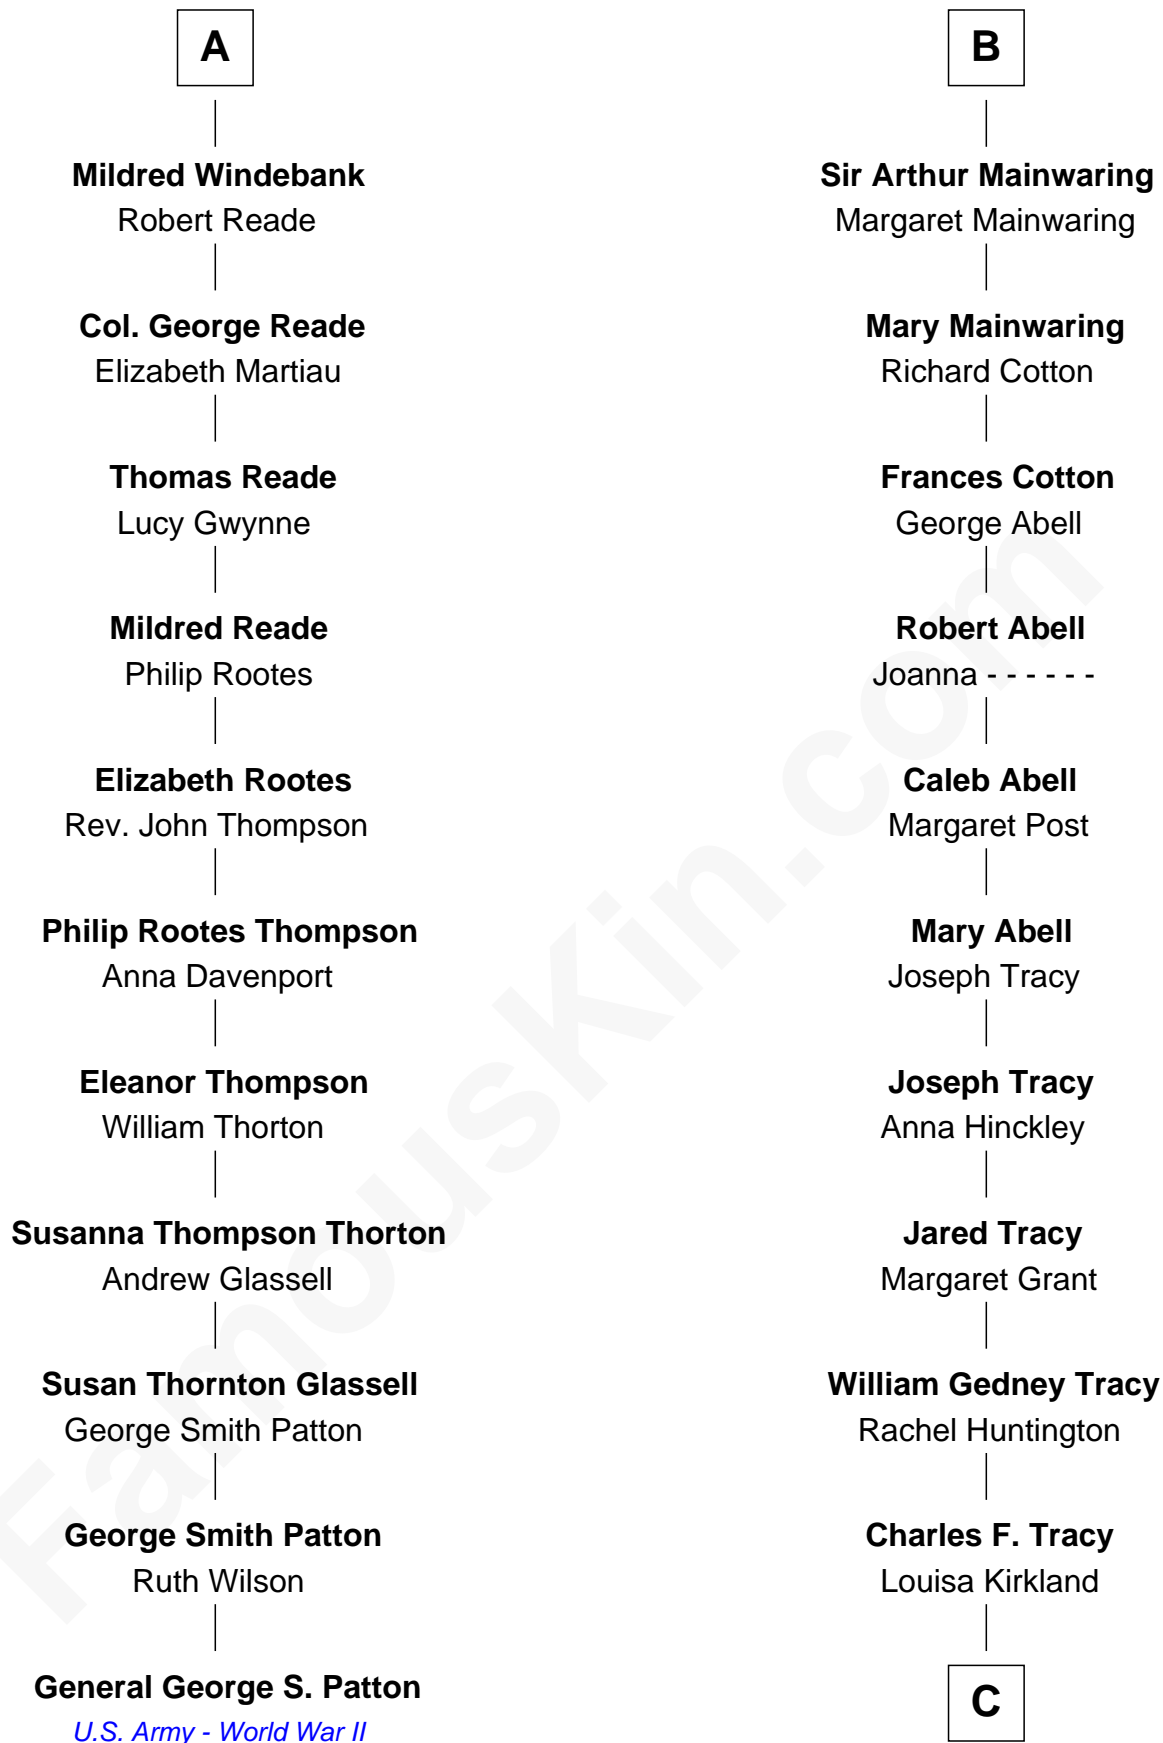 A
Mildred Windebank
Robert Reade
Col. George Reade
Elizabeth Martiau
Thomas Reade
Lucy Gwynne
Mildred Reade
Philip Rootes
Elizabeth Rootes
Rev. John Thompson
Philip Rootes Thompson
Anna Davenport
Eleanor Thompson
William Thorton
Susanna Thompson Thorton
Andrew Glassell
Susan Thornton Glassell
George Smith Patton
George Smith Patton
Ruth Wilson
General George S. Patton
U.S. Army - World War II
B
Sir Arthur Mainwaring
Margaret Mainwaring
Mary Mainwaring
Richard Cotton
Frances Cotton
George Abell
Robert Abell
Joanna - - - - - -
Caleb Abell
Margaret Post
Mary Abell
Joseph Tracy
Joseph Tracy
Anna Hinckley
Jared Tracy
Margaret Grant
William Gedney Tracy
Rachel Huntington
Charles F. Tracy
Louisa Kirkland
C
FamousKin.com